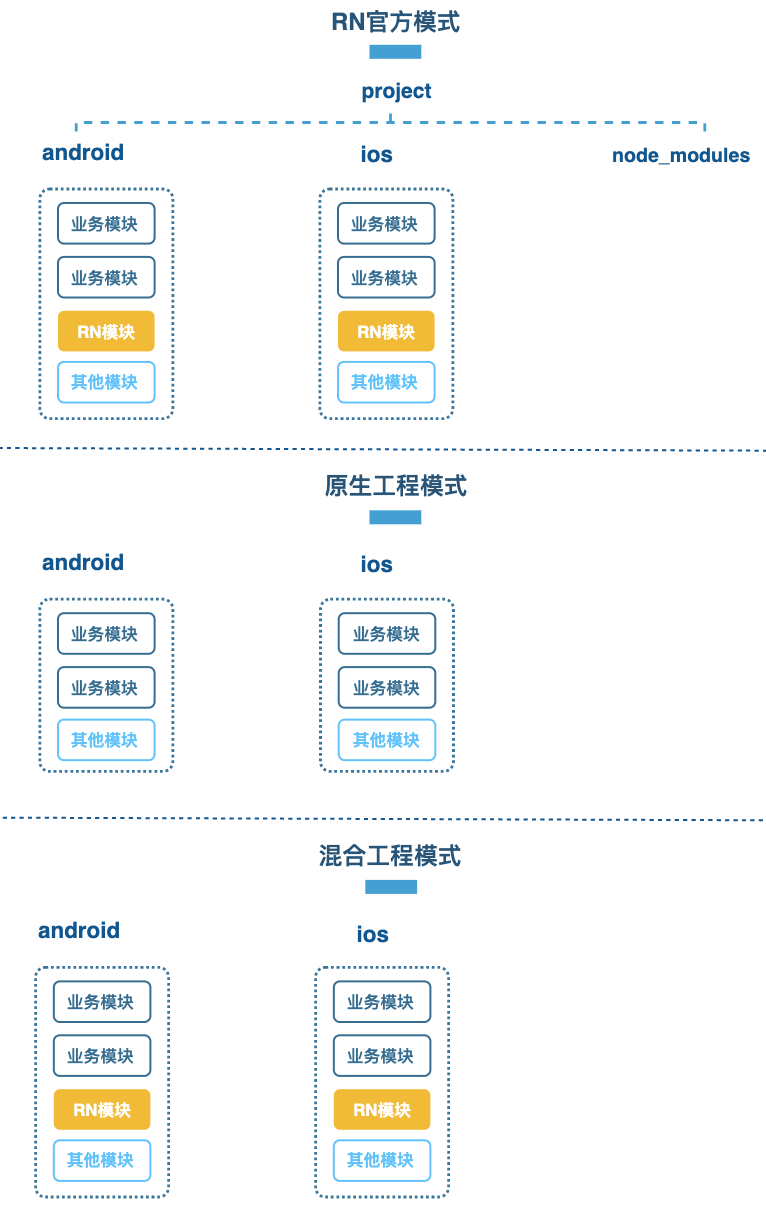 RN官方模式
project
android
ios
node_modules
业务模块
业务模块
业务模块
业务模块
RN模块
RN模块
其他模块
其他模块
原生工程模式
android
ios
业务模块
业务模块
业务模块
业务模块
其他模块
其他模块
混合工程模式
android
ios
业务模块
业务模块
业务模块
业务模块
RN模块
RN模块
其他模块
其他模块